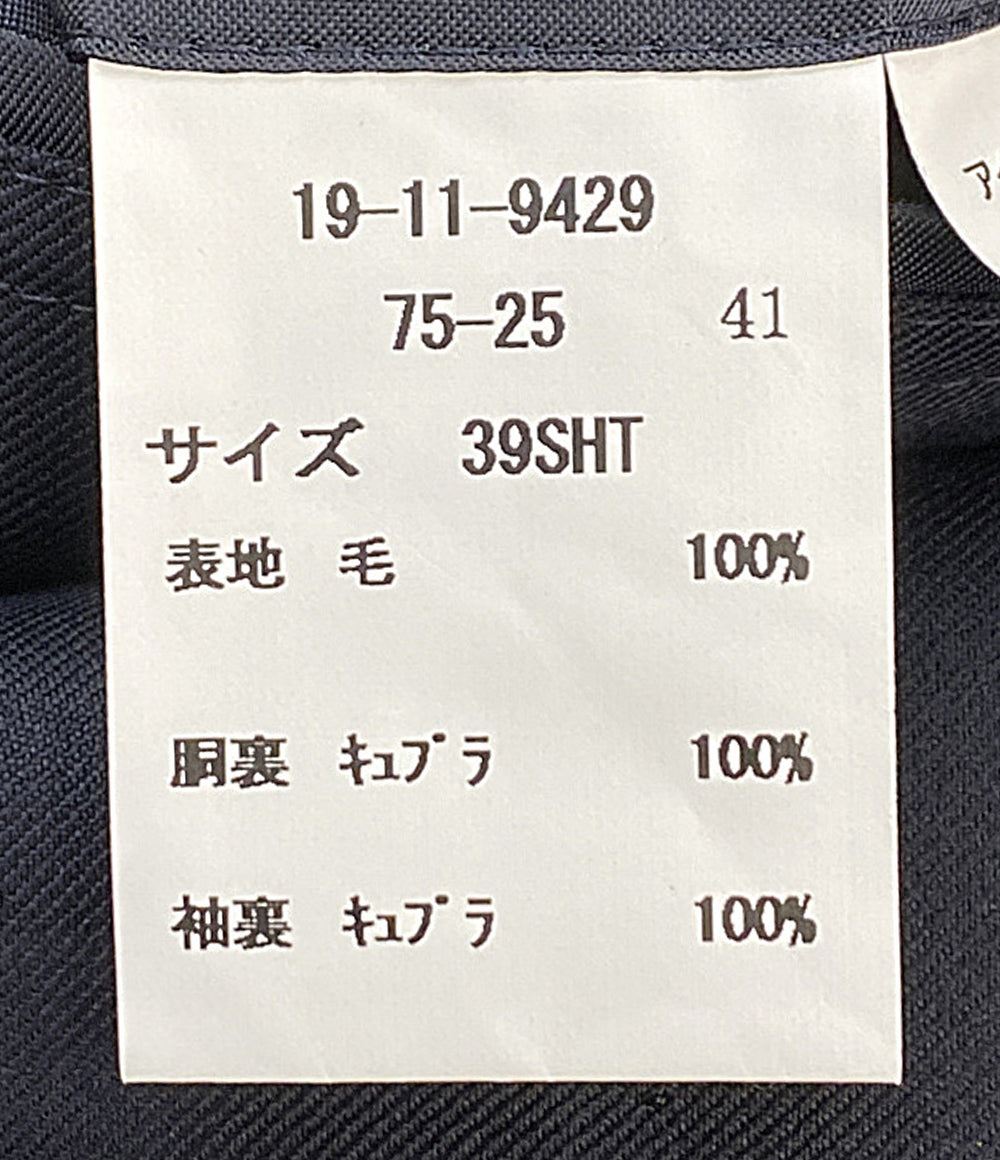 19-11-9429
75-25 41
サイズ 39SHT
表地 毛 100%
胴裏 ｷｭﾌﾟﾗ 100%
袖裏 ｷｭﾌﾟﾗ 100%